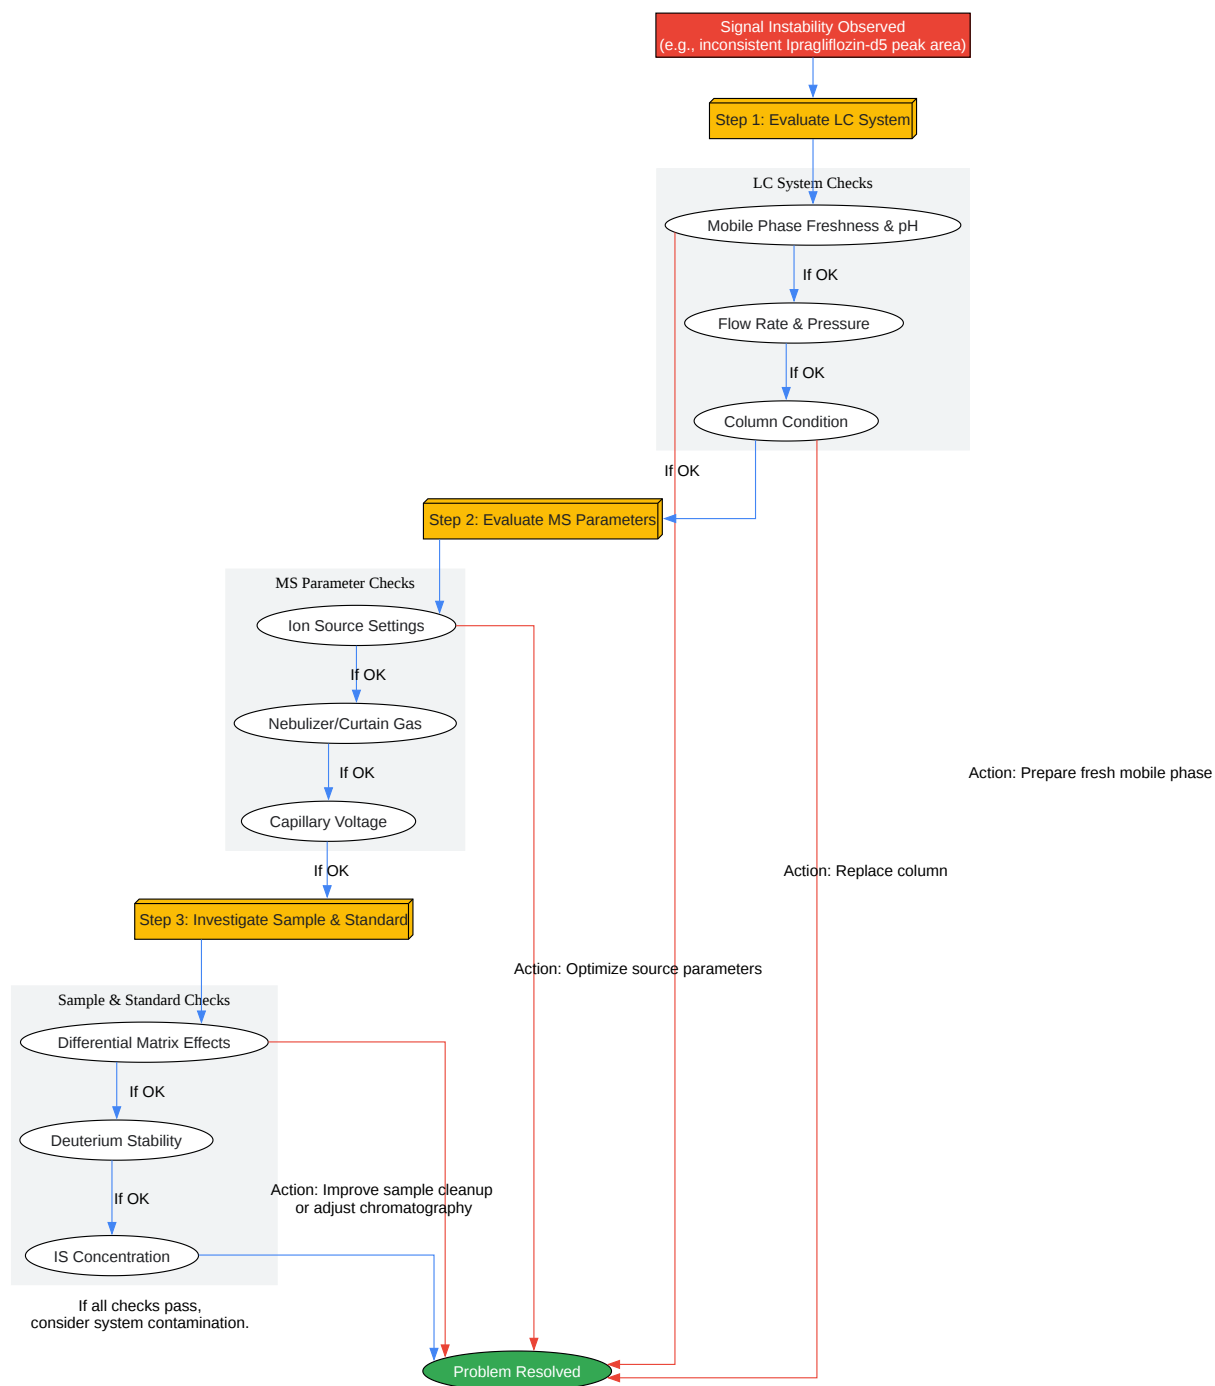 Signal Instability Observed
(e.g., inconsistent Ipragliflozin-d5 peak area)
Step 1: Evaluate LC System
LC System Checks
Mobile Phase Freshness & pH
If OK
Flow Rate & Pressure
If OK
Column Condition
If OK
Step 2: Evaluate MS Parameters
MS Parameter Checks
Ion Source Settings
If OK
Nebulizer/Curtain Gas
If OK
Action: Prepare fresh mobile phase
Capillary Voltage
If OK
Action: Replace column
Step 3: Investigate Sample & Standard
Action: Optimize source parameters
Sample & Standard Checks
Differential Matrix Effects
If OK
Deuterium Stability
If OK
Action: Improve sample cleanup
or adjust chromatography
IS Concentration
If all checks pass,
consider system contamination.
Problem Resolved